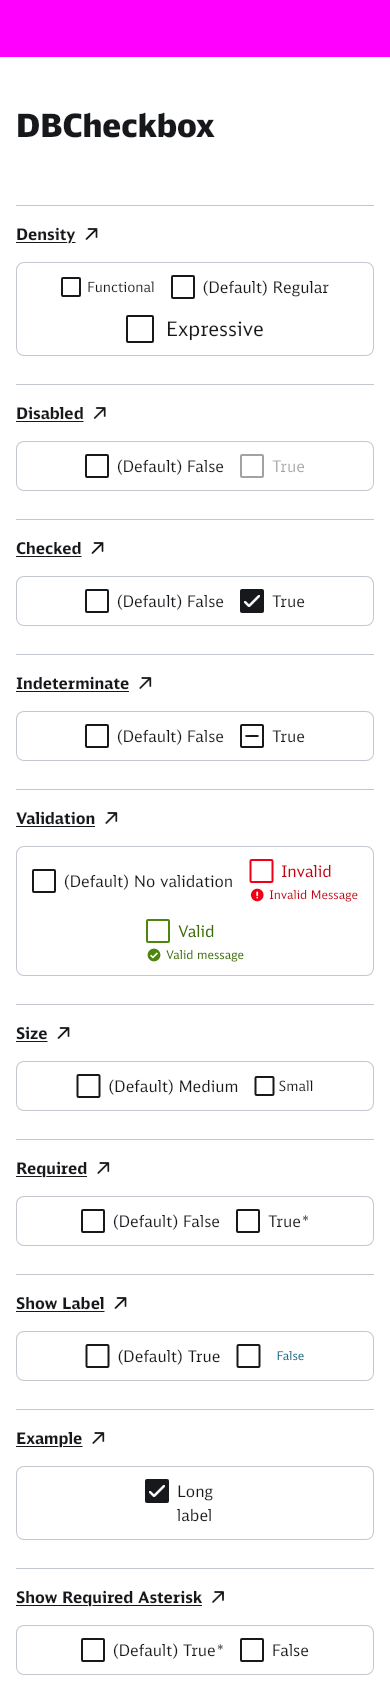 DBCheckbox
Density
Functional (Default) Regular
Expressive
Disabled
(Default) False True
Checked
(Default) False True
Indeterminate
(Default) False True
Validation
(Default) No validation Invalid
Invalid Message
Valid
Valid message
Size
(Default) Medium Small
Required
(Default) False True*
Show Label
(Default) True False
Example
Long
label
Show Required Asterisk
(Default) True* False